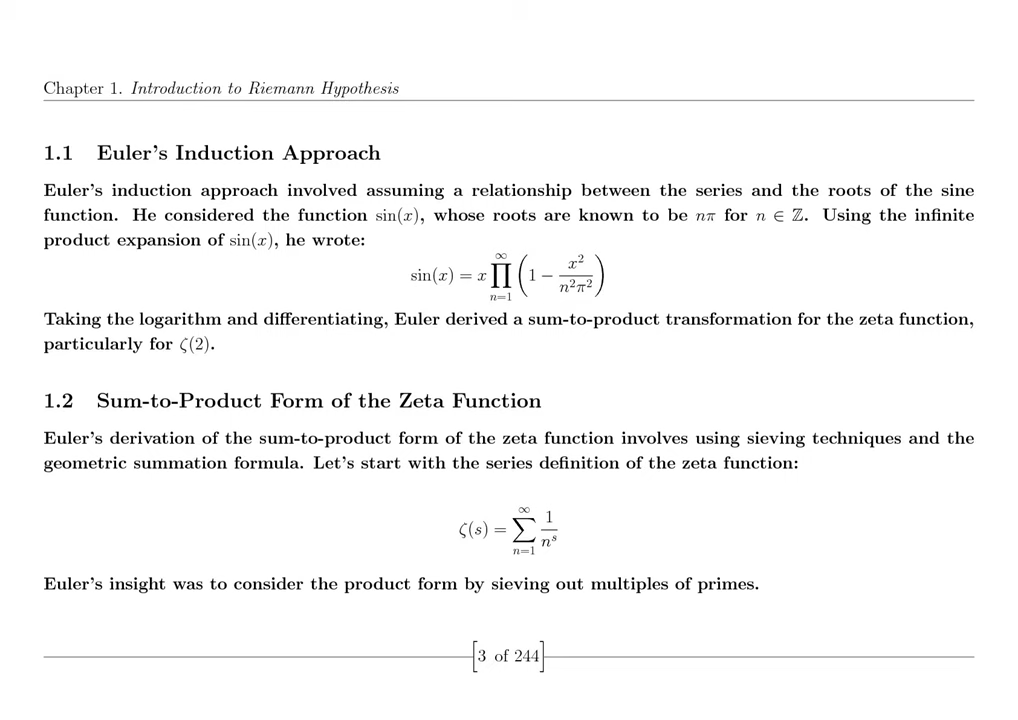 Chapter 1. Introduction to Riemann Hypothesis
1.1 Euler's Induction Approach
Euler's induction approach involved assuming a relationship between the series and the roots of the sine
function. He considered the function sin(x), whose roots are known to be nπ for n ∈ ℤ. Using the infinite
product expansion of sin(x), he wrote:
sin(x) = x ∏_{n=1}^{∞} (1 − x²/(n²π²))
Taking the logarithm and differentiating, Euler derived a sum-to-product transformation for the zeta function,
particularly for ζ(2).
1.2 Sum-to-Product Form of the Zeta Function
Euler's derivation of the sum-to-product form of the zeta function involves using sieving techniques and the
geometric summation formula. Let's start with the series definition of the zeta function:
ζ(s) = ∑_{n=1}^{∞} 1/n^s
Euler's insight was to consider the product form by sieving out multiples of primes.
[3 of 244]